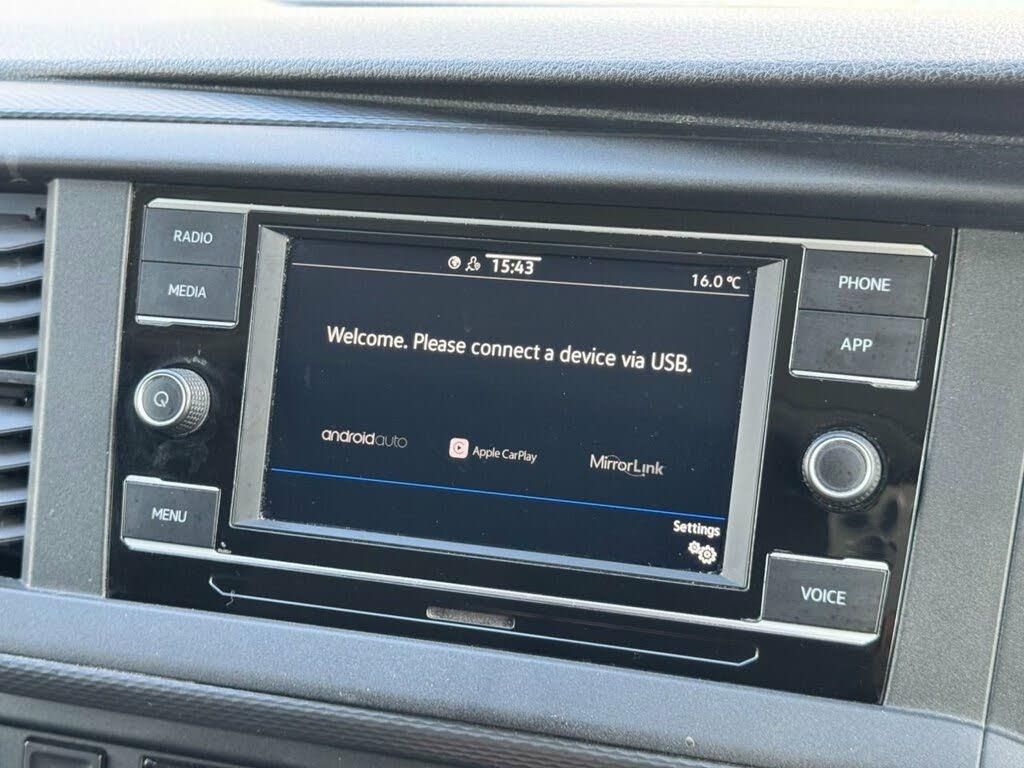 RADIO
MEDIA
MENU
15:43
16.0 °C
Welcome. Please connect a device via USB.
androidauto
Apple CarPlay
MirrorLink
Settings
PHONE
APP
VOICE